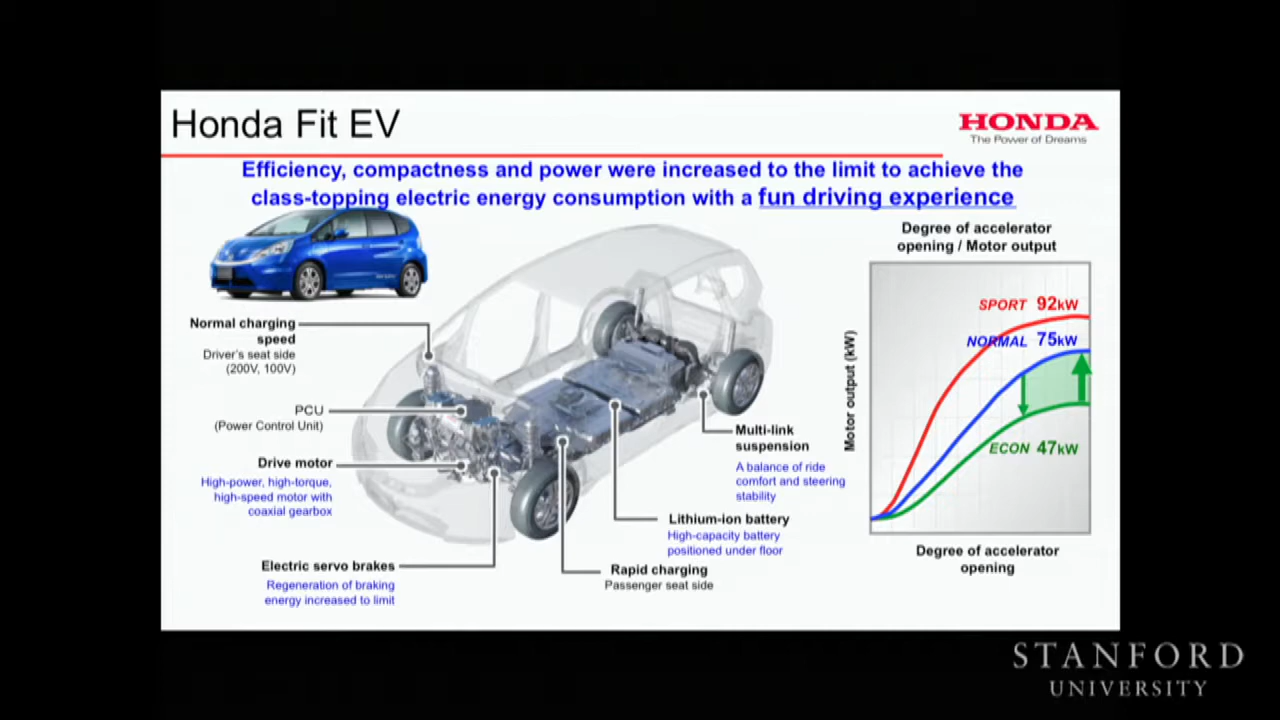 Honda Fit EV
HONDA
The Power of Dreams
Efficiency, compactness and power were increased to the limit to achieve the
class-topping electric energy consumption with a fun driving experience
Normal charging
speed
Driver's seat side
(200V, 100V)
PCU
(Power Control Unit)
Drive motor
High-power, high-torque,
high-speed motor with
coaxial gearbox
Electric servo brakes
Regeneration of braking
energy increased to limit
Rapid charging
Passenger seat side
Lithium-ion battery
High-capacity battery
positioned under floor
Multi-link
suspension
A balance of ride
comfort and steering
stability
Degree of accelerator
opening / Motor output
Motor output (kW)
SPORT 92kW
NORMAL 75kW
ECON 47kW
Degree of accelerator
opening
STANFORD
UNIVERSITY